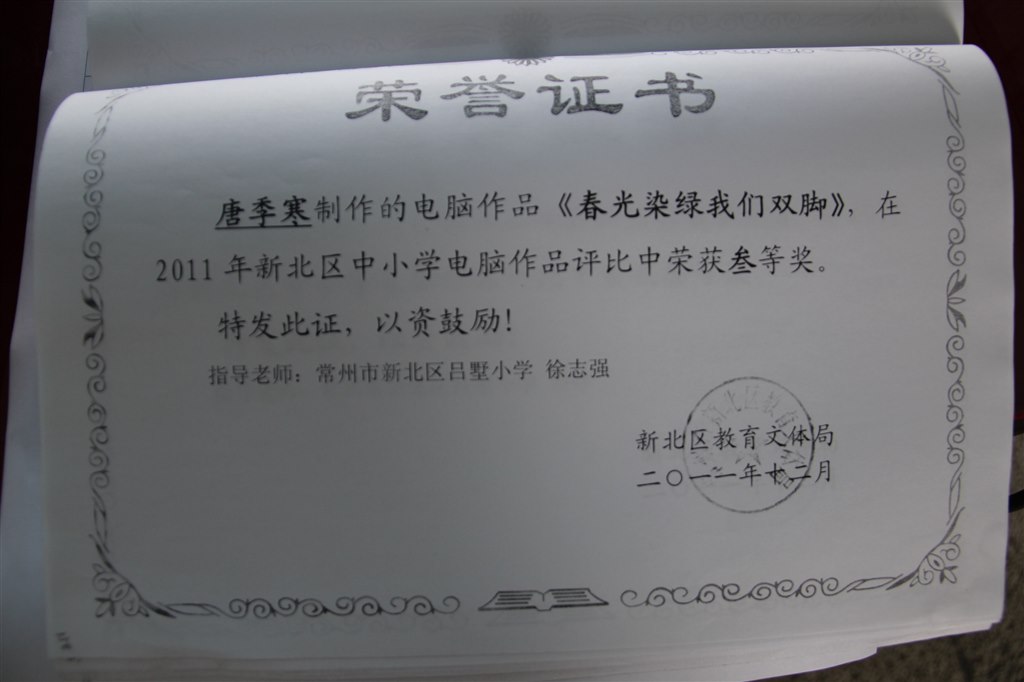 荣誉证书
唐季寒制作的电脑作品《春光染绿我们双脚》，在
2011年新北区中小学电脑作品评比中荣获叁等奖。
特发此证，以资鼓励！
指导老师：常州市新北区吕墅小学 徐志强
新北区教育文体局
二〇一一年十二月